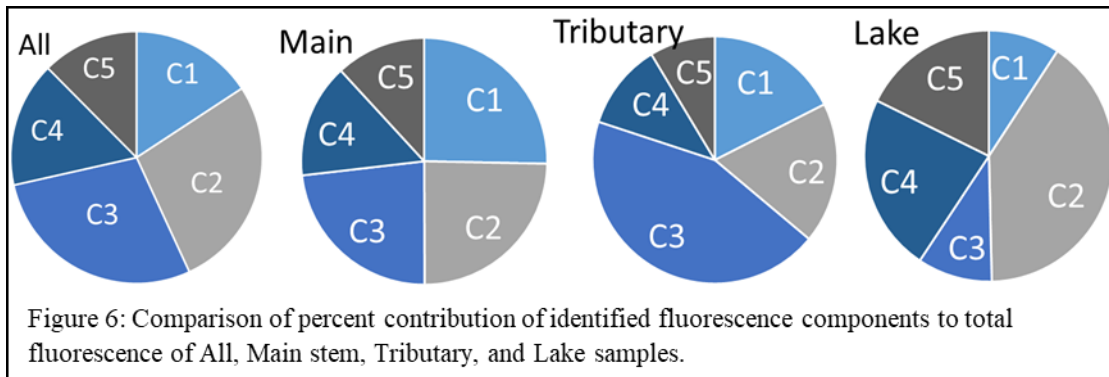 All
Main
Tributary
Lake
C1
C2
C3
C4
C5
C1
C2
C3
C4
C5
C1
C2
C3
C4
C5
C1
C2
C3
C4
C5
Figure 6: Comparison of percent contribution of identified fluorescence components to total
fluorescence of All, Main stem, Tributary, and Lake samples.